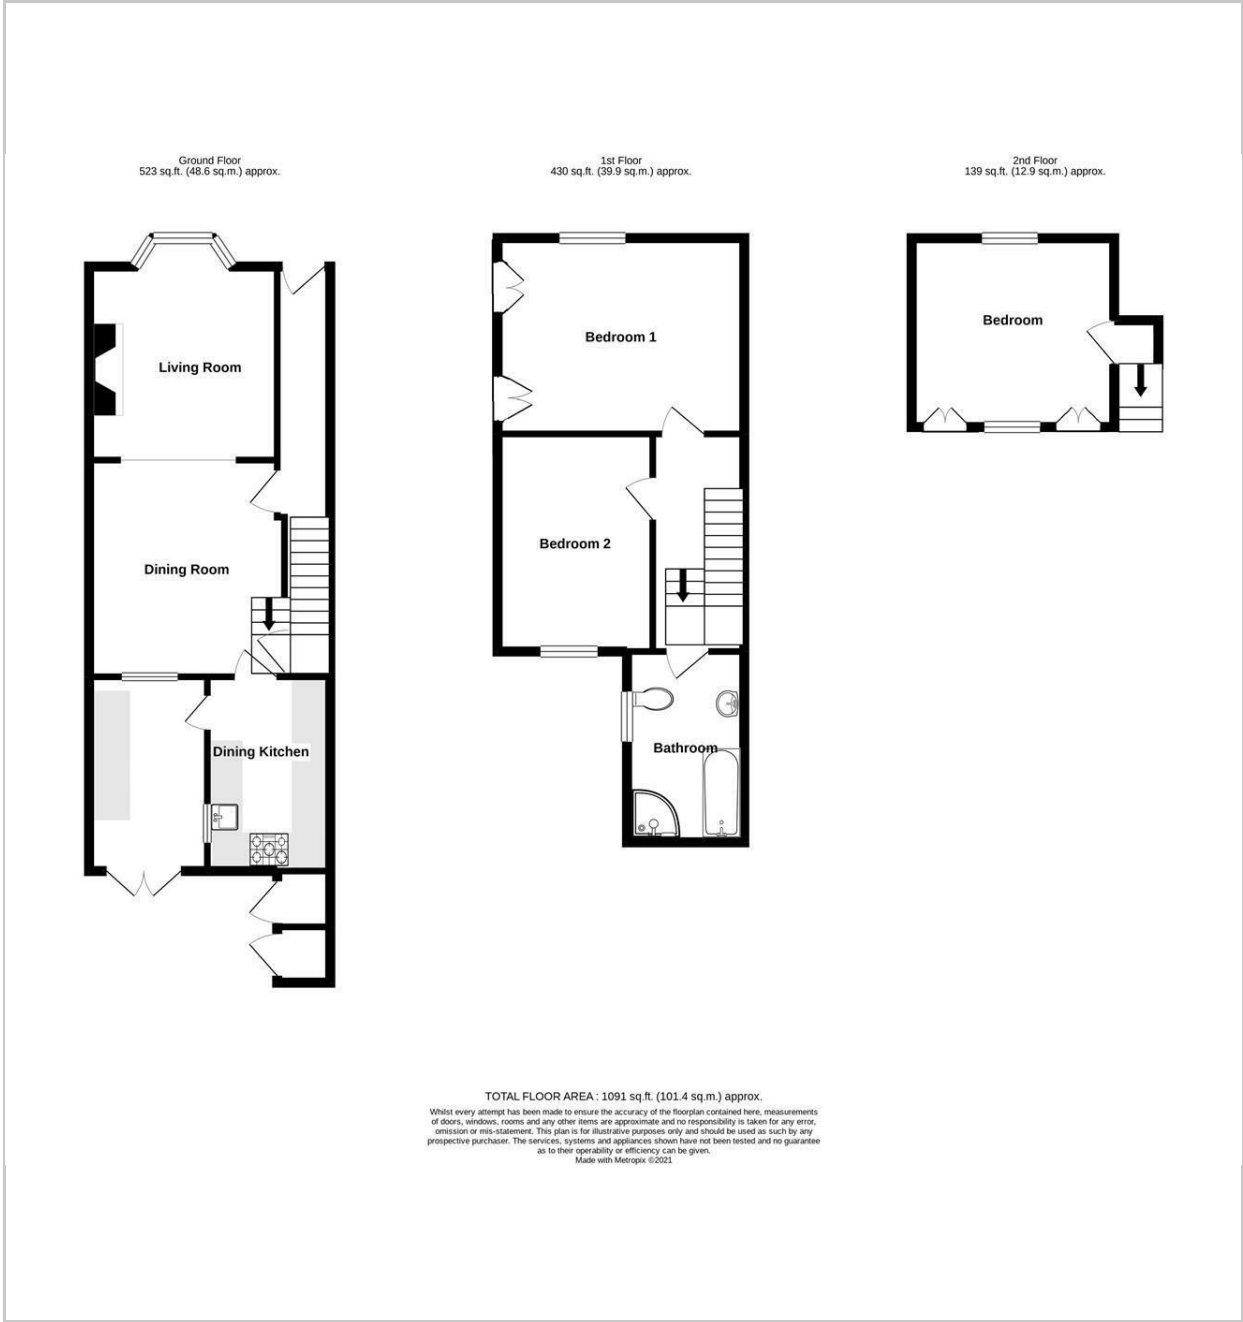 Ground Floor
523 sq.ft. (48.6 sq.m.) approx.
1st Floor
430 sq.ft. (39.9 sq.m.) approx.
2nd Floor
139 sq.ft. (12.9 sq.m.) approx.
Living Room
Dining Room
Dining Kitchen
Bedroom 1
Bedroom 2
Bathroom
Bedroom
TOTAL FLOOR AREA : 1091 sq.ft. (101.4 sq.m.) approx.
Whilst every attempt has been made to ensure the accuracy of the floorplan contained here, measurements
of doors, windows, rooms and any other items are approximate and no responsibility is taken for any error,
omission or mis-statement. This plan is for illustrative purposes only and should be used as such by any
prospective purchaser. The services, systems and appliances shown have not been tested and no guarantee
as to their operability or efficiency can be given.
Made with Metropix ©2021